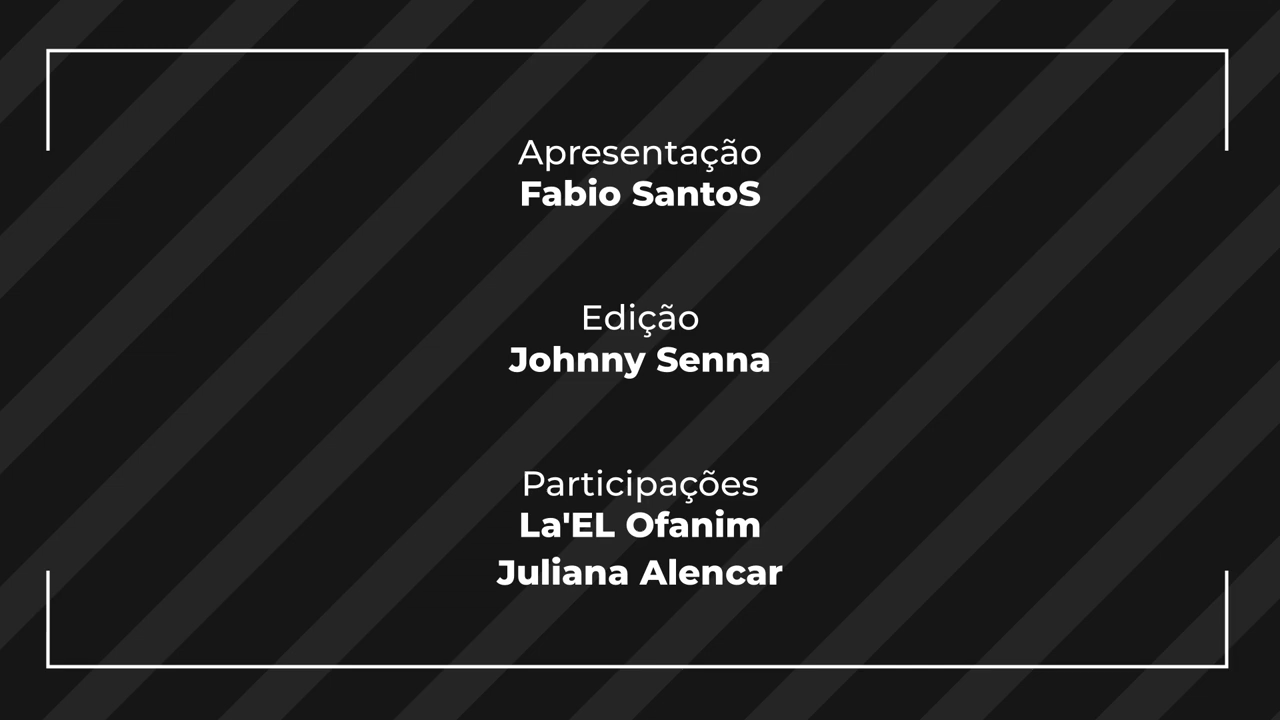 Apresentação
Fabio SantoS
Edição
Johnny Senna
Participações
La'EL Ofanim
Juliana Alencar